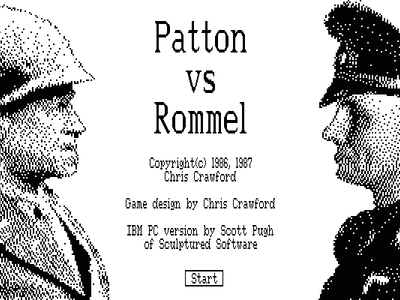 Patton
vs
Rommel
Copyright(c) 1986, 1987
Chris Crawford
Game design by Chris Crawford
IBM PC version by Scott Pugh
of Sculptured Software
Start